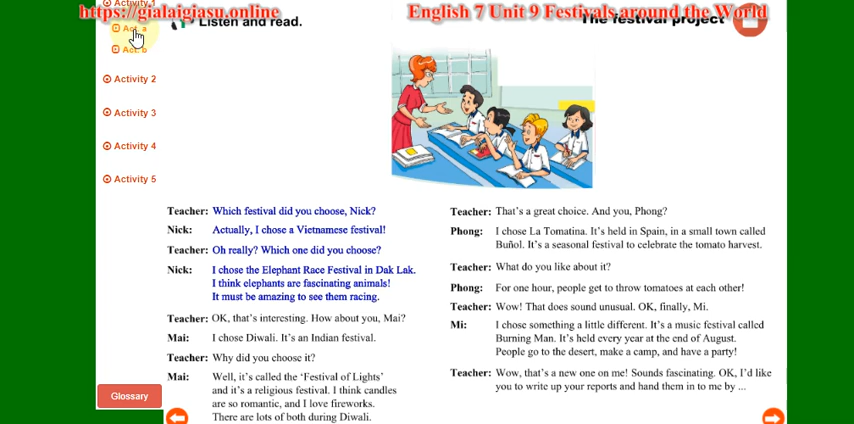 Activity 1
https://gialaigiasu.online
English 7 Unit 9 Festivals around the World
Act. a
Listen and read.
The festival project
Act. b
Activity 2
Activity 3
Activity 4
Activity 5
Glossary
Teacher: Which festival did you choose, Nick?
Nick: Actually, I chose a Vietnamese festival!
Teacher: Oh really? Which one did you choose?
Nick: I chose the Elephant Race Festival in Dak Lak.
I think elephants are fascinating animals!
It must be amazing to see them racing.
Teacher: OK, that's interesting. How about you, Mai?
Mai: I chose Diwali. It's an Indian festival.
Teacher: Why did you choose it?
Mai: Well, it's called the 'Festival of Lights'
and it's a religious festival. I think candles
are so romantic, and I love fireworks.
There are lots of both during Diwali.
Teacher: That's a great choice. And you, Phong?
Phong: I chose La Tomatina. It's held in Spain, in a small town called
Buñol. It's a seasonal festival to celebrate the tomato harvest.
Teacher: What do you like about it?
Phong: For one hour, people get to throw tomatoes at each other!
Teacher: Wow! That does sound unusual. OK, finally, Mi.
Mi: I chose something a little different. It's a music festival called
Burning Man. It's held every year at the end of August.
People go to the desert, make a camp, and have a party!
Teacher: Wow, that's a new one on me! Sounds fascinating. OK, I'd like
you to write up your reports and hand them in to me by ...